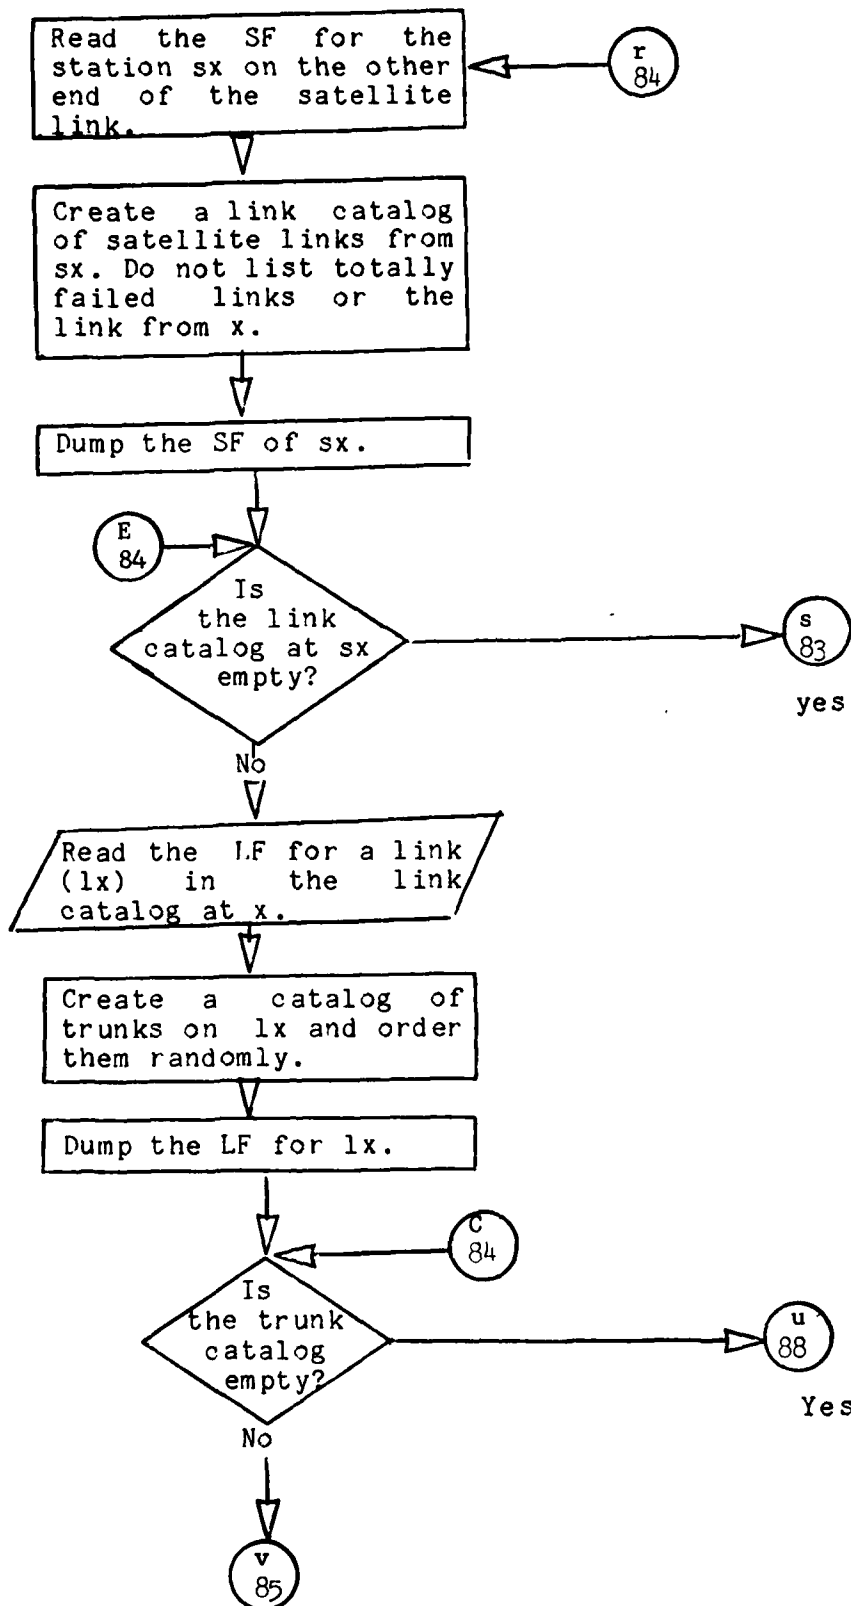 Read the SF for the
station sx on the other
end of the satellite
link.
r
84
Create a link catalog
of satellite links from
sx. Do not list totally
failed links or the
link from x.
Dump the SF of sx.
E
84
Is
the link
catalog at sx
empty?
s
83
yes
No
Read the LF for a link
(lx) in the link
catalog at x.
Create a catalog of
trunks on lx and order
them randomly.
Dump the LF for lx.
C
84
Is
the trunk
catalog
empty?
u
88
Yes
No
v
85